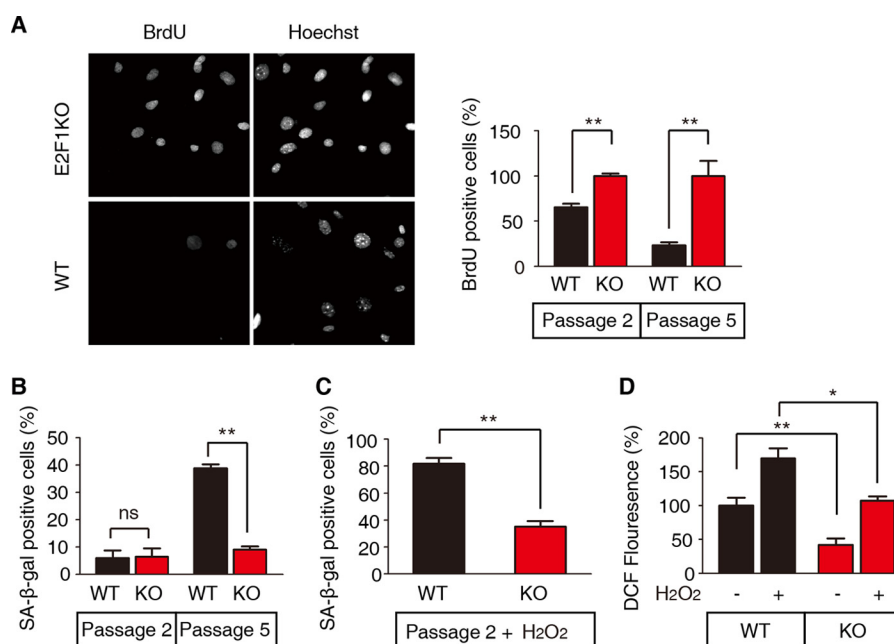 A
BrdU
Hoechst
E2F1KO
WT
BrdU positive cells (%)
150
100
50
0
**
**
WT KO WT KO
Passage 2 Passage 5
B
SA-β-gal positive cells (%)
50
40
30
20
10
0
ns
**
WT KO WT KO
Passage 2 Passage 5
C
SA-β-gal positive cells (%)
100
80
60
40
20
0
**
WT KO
Passage 2 + H2O2
D
DCF Flouresence (%)
200
150
100
50
0
**
*
H2O2 - + - +
WT KO